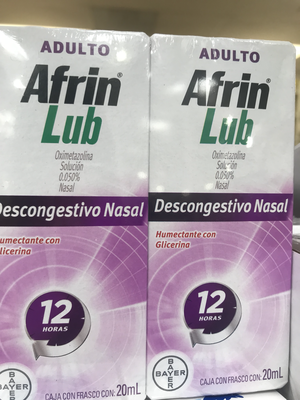 ADULTO
Afrin®
Lub
Oximetazolina
Solución
0.050%
Nasal
Descongestivo Nasal
Humectante con
Glicerina
12
HORAS
BAYER
BAYER
CAJA CON FRASCO CON: 20mL
ADULTO
Afrin®
Lub
Oximetazolina
Solución
0.050%
Nasal
Descongestivo Nasal
Humectante con
Glicerina
12
HORAS
BAYER
BAYER
CAJA CON FRASCO CON: 20mL